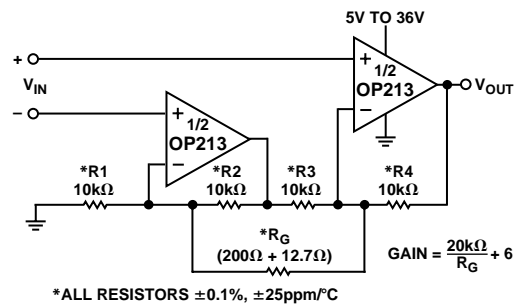 5V TO 36V
+
V_IN
–
+
1/2
OP213
–
V_OUT
+
1/2
OP213
–
*R1
10kΩ
*R2
10kΩ
*R3
10kΩ
*R4
10kΩ
*R_G
(200Ω + 12.7Ω)
GAIN = 20kΩ/R_G + 6
*ALL RESISTORS ±0.1%, ±25ppm/°C